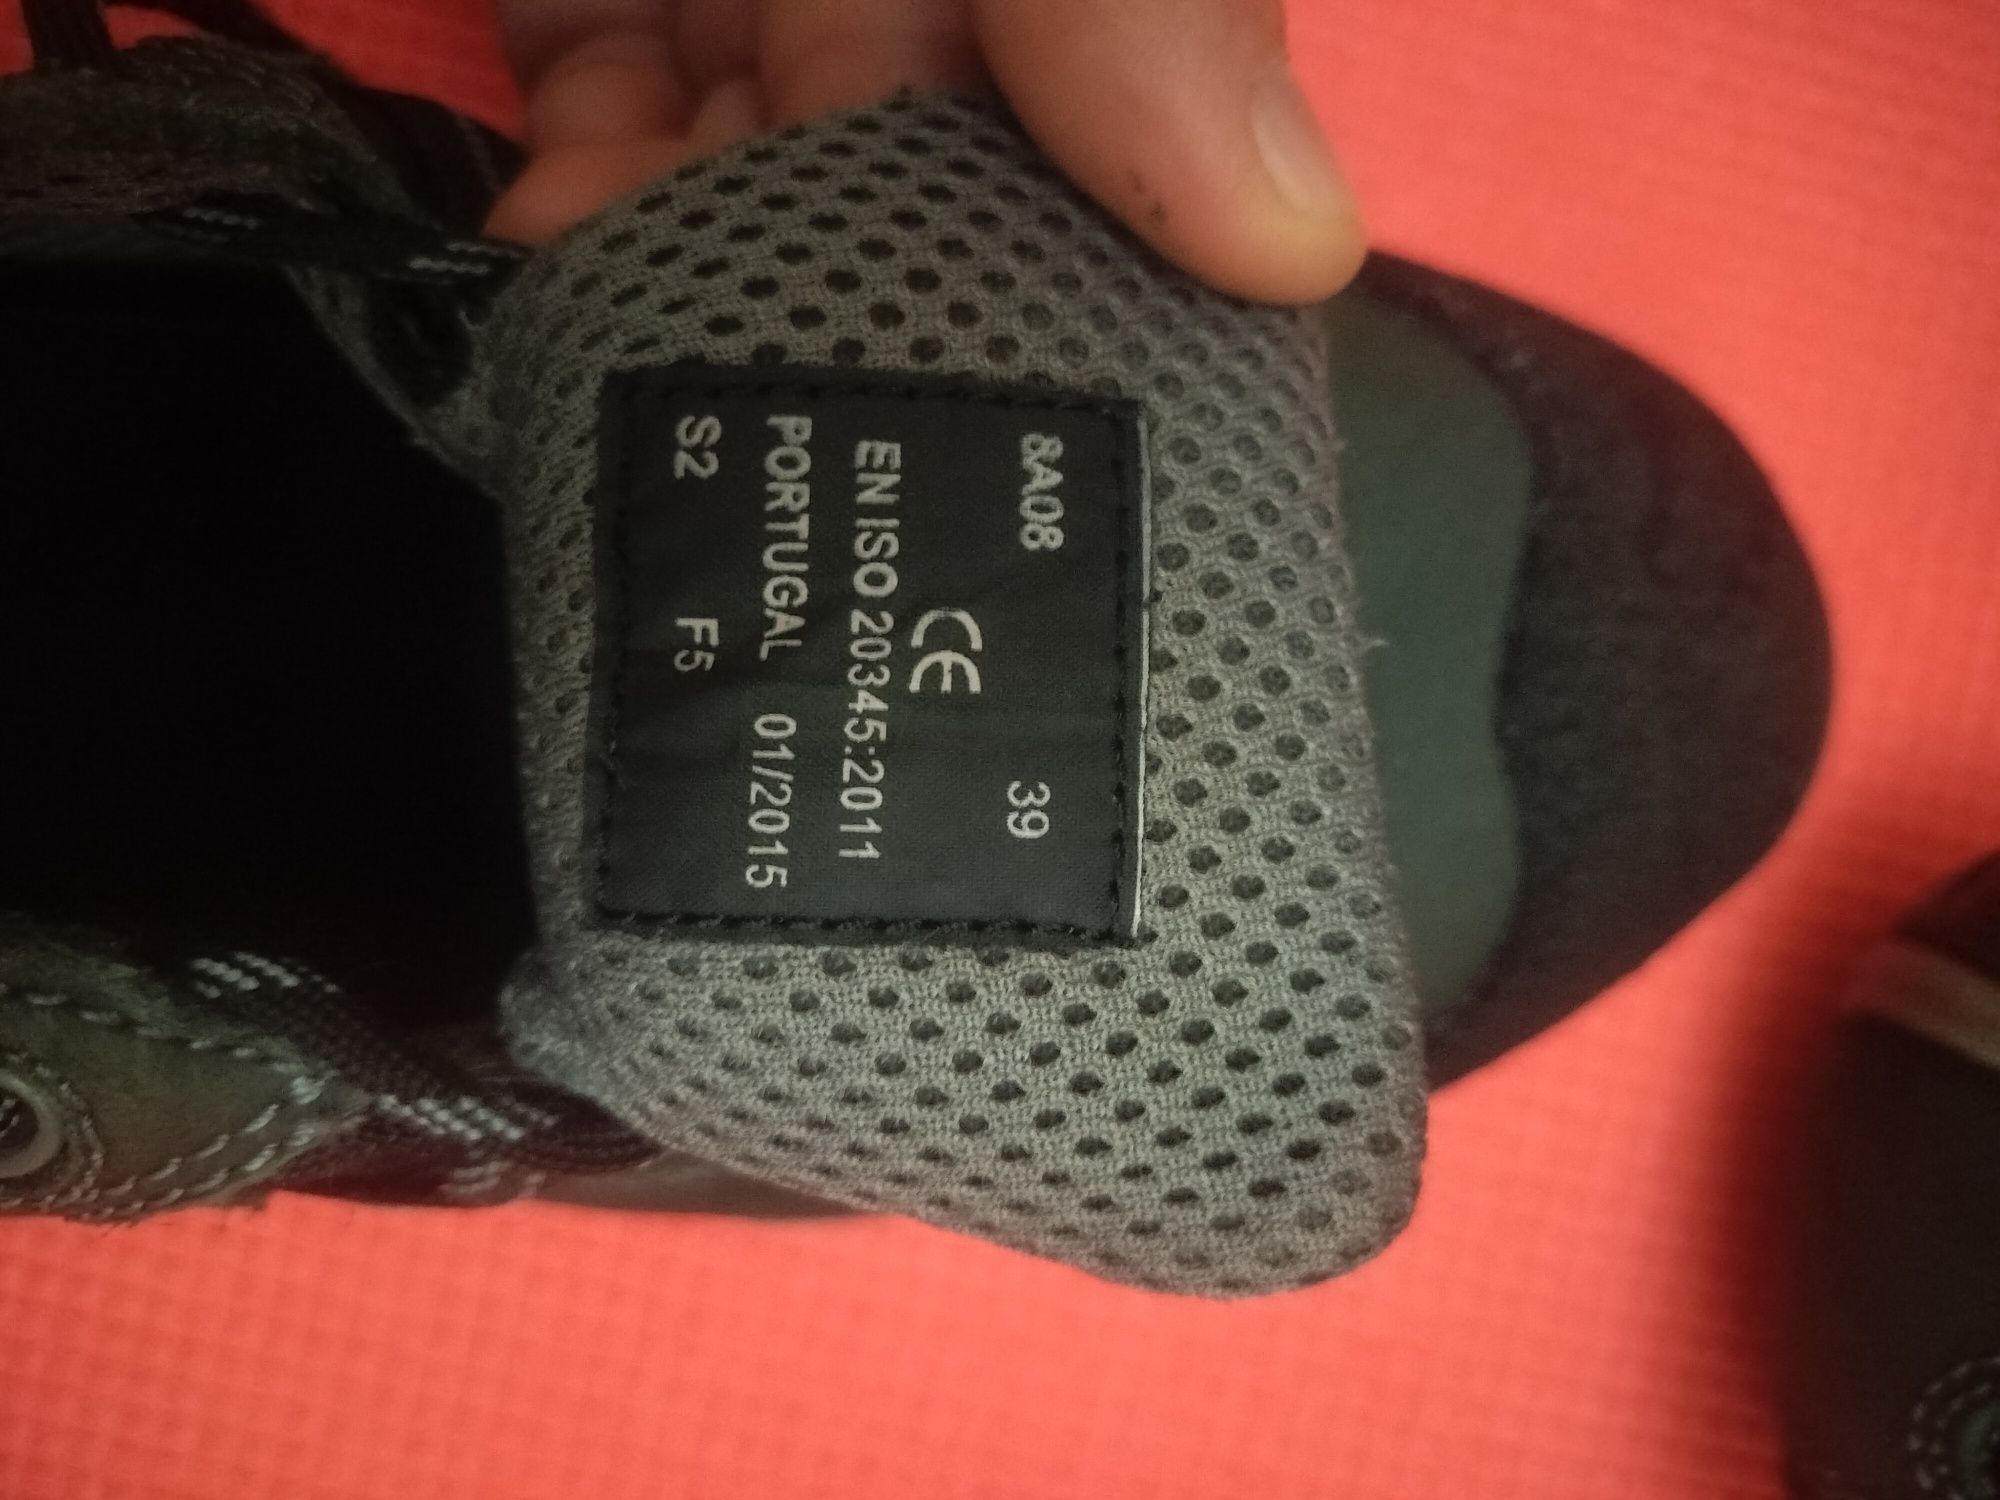 8A08 39
CE
EN ISO 20345:2011
PORTUGAL 01/2015
S2 F5